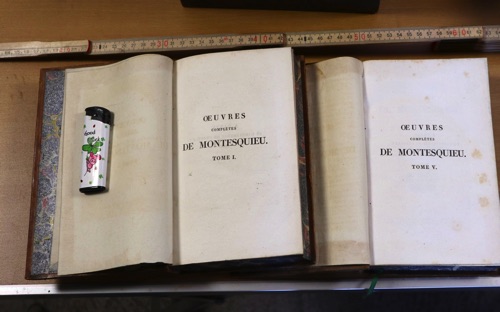 ŒUVRES
COMPLÈTES
DE MONTESQUIEU.
TOME I.
ŒUVRES
COMPLÈTES
DE MONTESQUIEU.
TOME V.